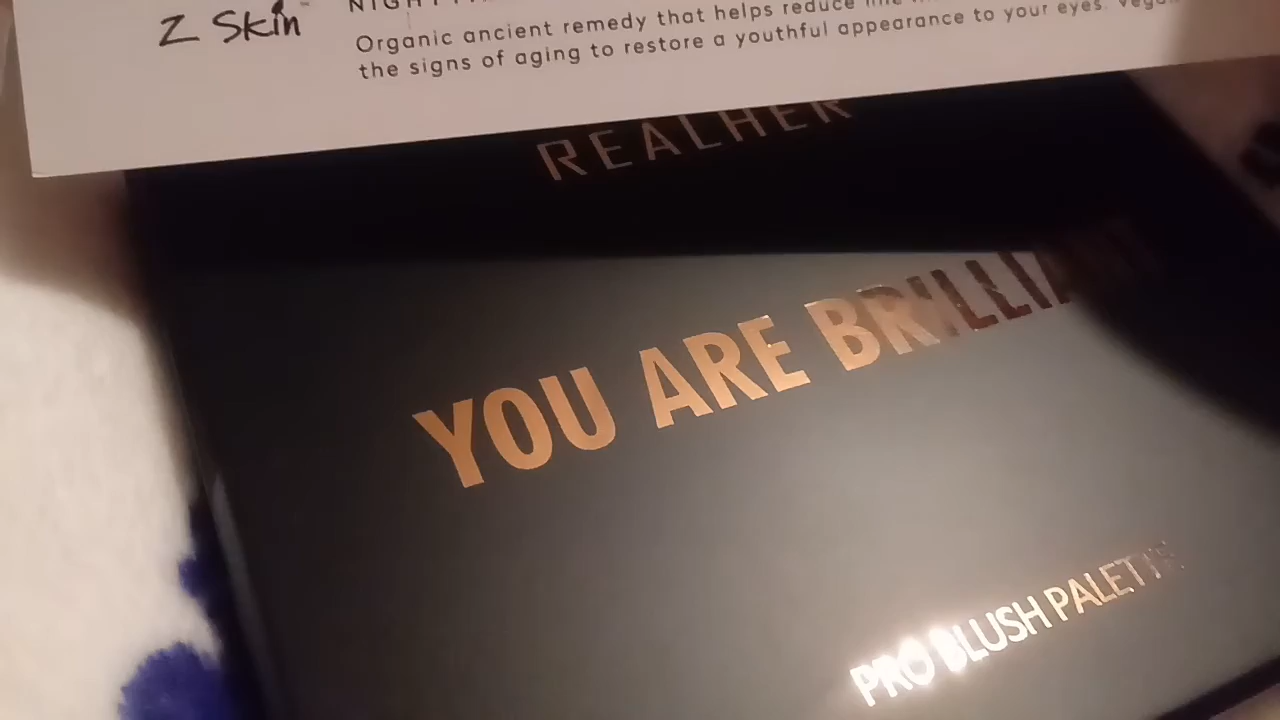 Z Skin
Organic ancient remedy that helps reduce
the signs of aging to restore a youthful appearance to your eyes.
REALHER
YOU ARE BRILLIANT
PRO BLUSH PALETTE